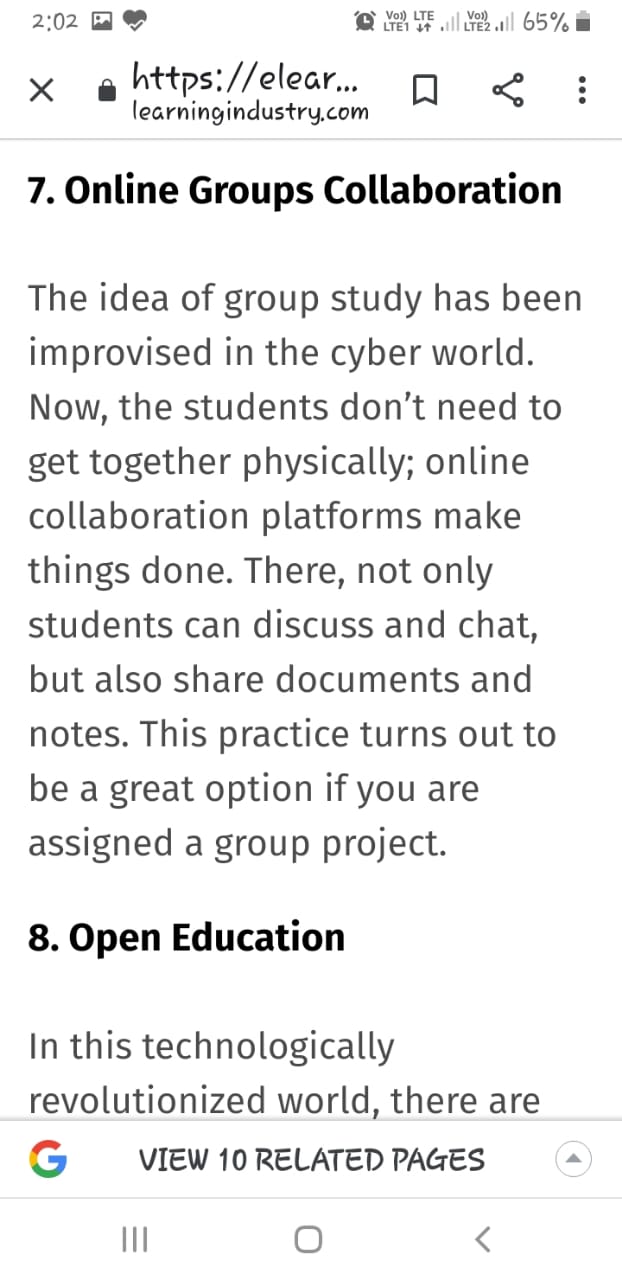 2:02
Vo)) LTE
LTE1
Vo))
LTE2
65%
https://elear...
learningindustry.com
7. Online Groups Collaboration
The idea of group study has been
improvised in the cyber world.
Now, the students don’t need to
get together physically; online
collaboration platforms make
things done. There, not only
students can discuss and chat,
but also share documents and
notes. This practice turns out to
be a great option if you are
assigned a group project.
8. Open Education
In this technologically
revolutionized world, there are
VIEW 10 RELATED PAGES